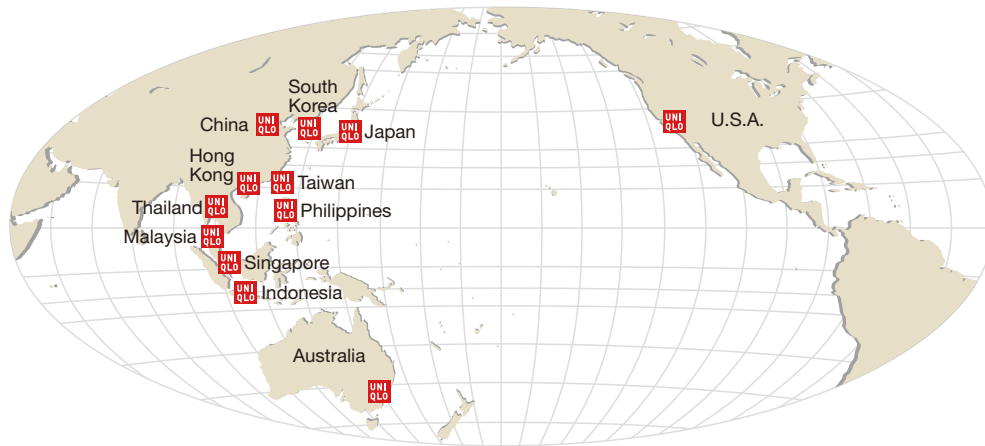 South
Korea
UNI
QLO
China
UNI
QLO
UNI
QLO
Japan
UNI
QLO
U.S.A.
Hong
Kong
UNI
QLO
UNI
QLO
Taiwan
Thailand
UNI
QLO
UNI
QLO
Philippines
Malaysia
UNI
QLO
UNI
QLO
Singapore
UNI
QLO
Indonesia
Australia
UNI
QLO